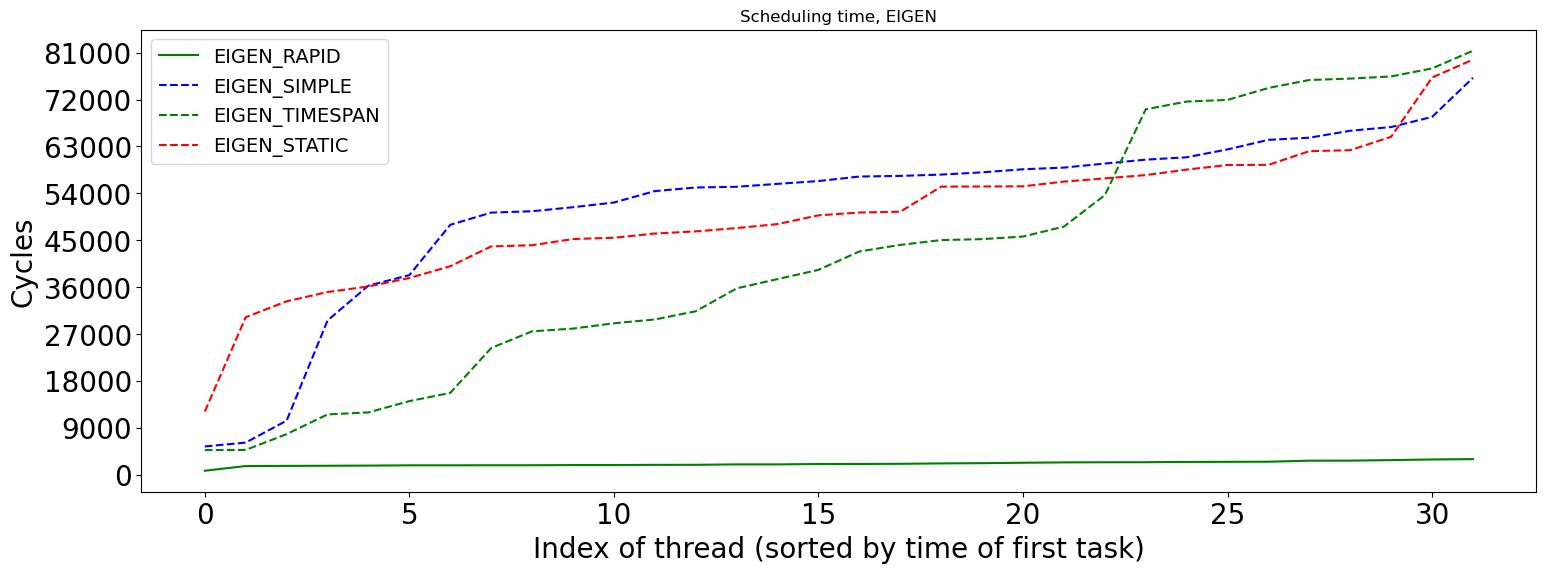 Scheduling time, EIGEN
EIGEN_RAPID
EIGEN_SIMPLE
EIGEN_TIMESPAN
EIGEN_STATIC
Cycles
81000
72000
63000
54000
45000
36000
27000
18000
9000
0
0 5 10 15 20 25 30
Index of thread (sorted by time of first task)